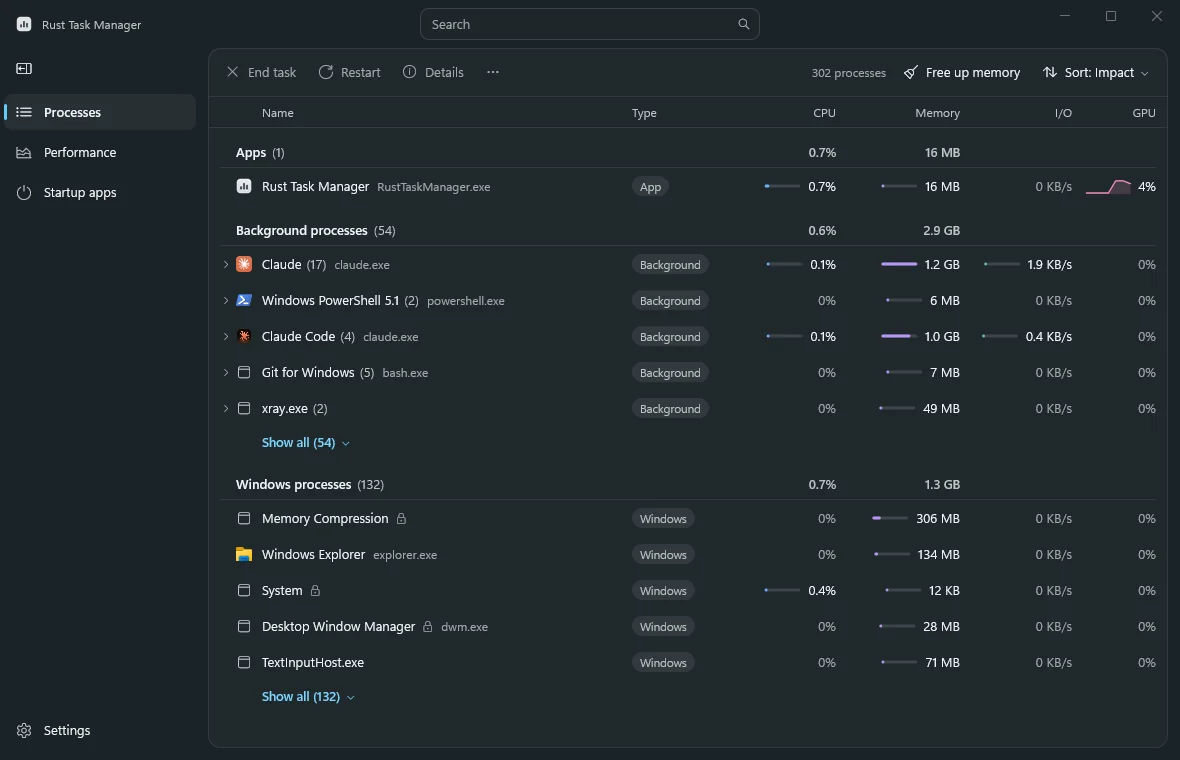 Rust Task Manager
Search
End task Restart Details ... 302 processes Free up memory Sort: Impact
Processes
Performance
Startup apps
Settings
Name Type CPU Memory I/O GPU
Apps (1) 0.7% 16 MB
Rust Task Manager RustTaskManager.exe App 0.7% 16 MB 0 KB/s 4%
Background processes (54) 0.6% 2.9 GB
Claude (17) claude.exe Background 0.1% 1.2 GB 1.9 KB/s 0%
Windows PowerShell 5.1 (2) powershell.exe Background 0% 6 MB 0 KB/s 0%
Claude Code (4) claude.exe Background 0.1% 1.0 GB 0.4 KB/s 0%
Git for Windows (5) bash.exe Background 0% 7 MB 0 KB/s 0%
xray.exe (2) Background 0% 49 MB 0 KB/s 0%
Show all (54)
Windows processes (132) 0.7% 1.3 GB
Memory Compression Windows 0% 306 MB 0 KB/s 0%
Windows Explorer explorer.exe Windows 0% 134 MB 0 KB/s 0%
System Windows 0.4% 12 KB 0 KB/s 0%
Desktop Window Manager dwm.exe Windows 0% 28 MB 0 KB/s 0%
TextInputHost.exe Windows 0% 71 MB 0 KB/s 0%
Show all (132)